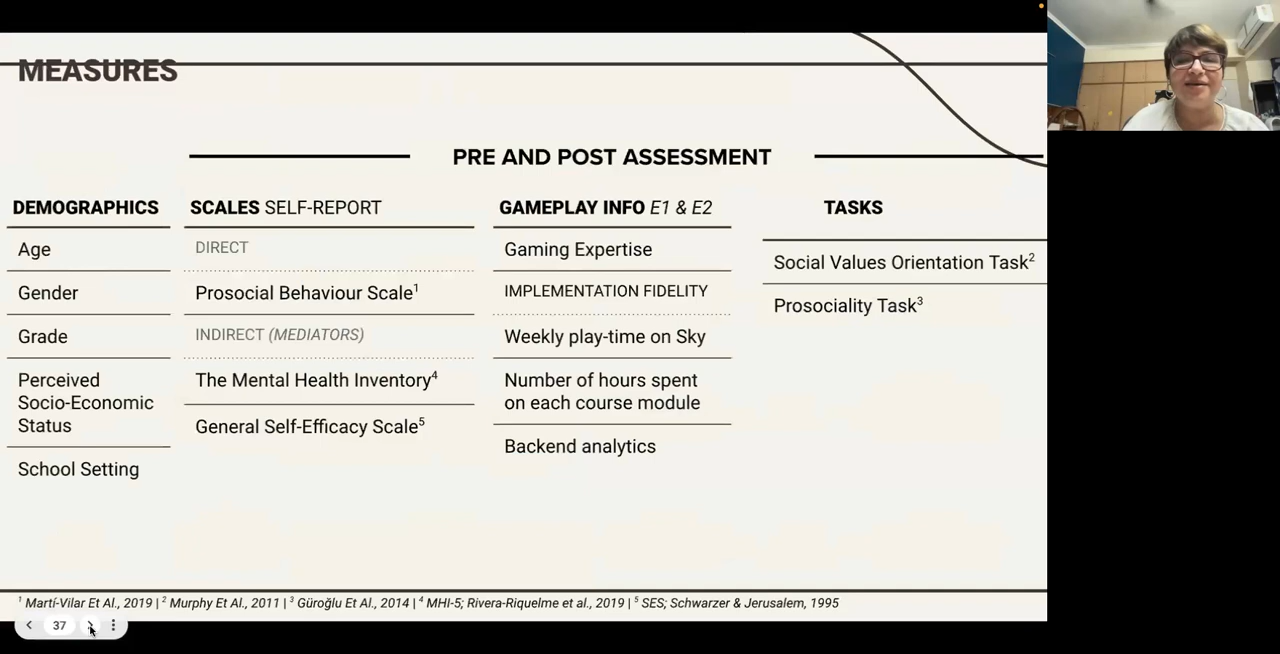 MEASURES
PRE AND POST ASSESSMENT
DEMOGRAPHICS
Age
Gender
Grade
Perceived
Socio-Economic
Status
School Setting
SCALES SELF-REPORT
DIRECT
Prosocial Behaviour Scale¹
INDIRECT (MEDIATORS)
The Mental Health Inventory⁴
General Self-Efficacy Scale⁵
GAMEPLAY INFO E1 & E2
Gaming Expertise
IMPLEMENTATION FIDELITY
Weekly play-time on Sky
Number of hours spent
on each course module
Backend analytics
TASKS
Social Values Orientation Task²
Prosociality Task³
¹ Martí-Vilar Et Al., 2019 | ² Murphy Et Al., 2011 | ³ Güroğlu Et Al., 2014 | ⁴ MHI-5; Rivera-Riquelme et al., 2019 | ⁵ SES; Schwarzer & Jerusalem, 1995
37